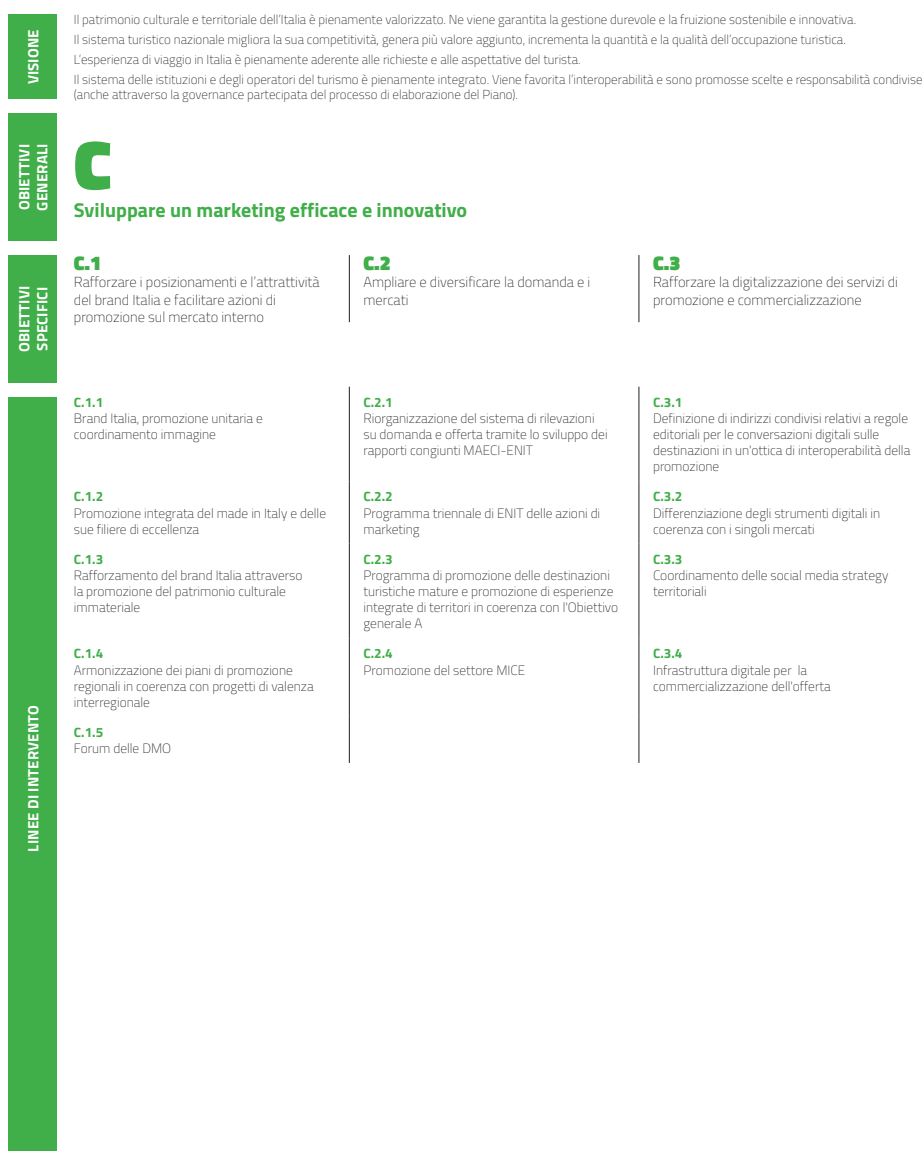 VISIONE
Il patrimonio culturale e territoriale dell'Italia è pienamente valorizzato. Ne viene garantita la gestione durevole e la fruizione sostenibile e innovativa.
Il sistema turistico nazionale migliora la sua competitività, genera più valore aggiunto, incrementa la quantità e la qualità dell'occupazione turistica.
L'esperienza di viaggio in Italia è pienamente aderente alle richieste e alle aspettative del turista.
Il sistema delle istituzioni e degli operatori del turismo è pienamente integrato. Viene favorita l'interoperabilità e sono promosse scelte e responsabilità condivise
(anche attraverso la governance partecipata del processo di elaborazione del Piano).
OBIETTIVI
GENERALI
C
Sviluppare un marketing efficace e innovativo
OBIETTIVI
SPECIFICI
C.1
Rafforzare i posizionamenti e l'attrattività
del brand Italia e facilitare azioni di
promozione sul mercato interno
C.2
Ampliare e diversificare la domanda e i
mercati
C.3
Rafforzare la digitalizzazione dei servizi di
promozione e commercializzazione
LINEE DI INTERVENTO
C.1.1
Brand Italia, promozione unitaria e
coordinamento immagine
C.2.1
Riorganizzazione del sistema di rilevazioni
su domanda e offerta tramite lo sviluppo dei
rapporti congiunti MAECI-ENIT
C.3.1
Definizione di indirizzi condivisi relativi a regole
editoriali per le conversazioni digitali sulle
destinazioni in un'ottica di interoperabilità della
promozione
C.1.2
Promozione integrata del made in Italy e delle
sue filiere di eccellenza
C.2.2
Programma triennale di ENIT delle azioni di
marketing
C.3.2
Differenziazione degli strumenti digitali in
coerenza con i singoli mercati
C.1.3
Rafforzamento del brand Italia attraverso
la promozione del patrimonio culturale
immateriale
C.2.3
Programma di promozione delle destinazioni
turistiche mature e promozione di esperienze
integrate di territori in coerenza con l'Obiettivo
generale A
C.3.3
Coordinamento delle social media strategy
territoriali
C.1.4
Armonizzazione dei piani di promozione
regionali in coerenza con progetti di valenza
interregionale
C.2.4
Promozione del settore MICE
C.3.4
Infrastruttura digitale per la
commercializzazione dell'offerta
C.1.5
Forum delle DMO